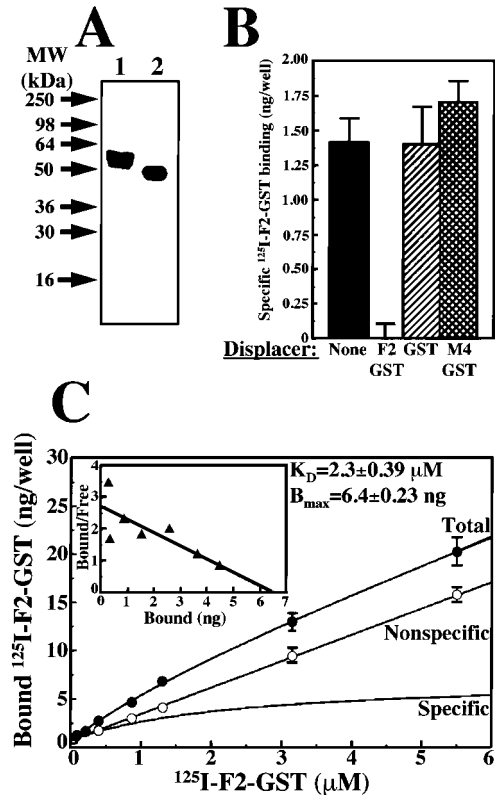 A
MW
(kDa)
1 2
250
98
64
50
36
30
16
B
Specific ¹²⁵I-F2-GST binding (ng/well)
2.00
1.75
1.50
1.25
1.00
0.75
0.50
0.25
0
Displacer: None F2 GST GST M4 GST
C
Bound ¹²⁵I-F2-GST (ng/well)
30
25
20
15
10
5
0
Bound/Free
4
3
2
1
0
0 1 2 3 4 5 6 7
Bound (ng)
K_D=2.3±0.39 μM
B_max=6.4±0.23 ng
Total
Nonspecific
Specific
0 1 2 3 4 5 6
¹²⁵I-F2-GST (μM)